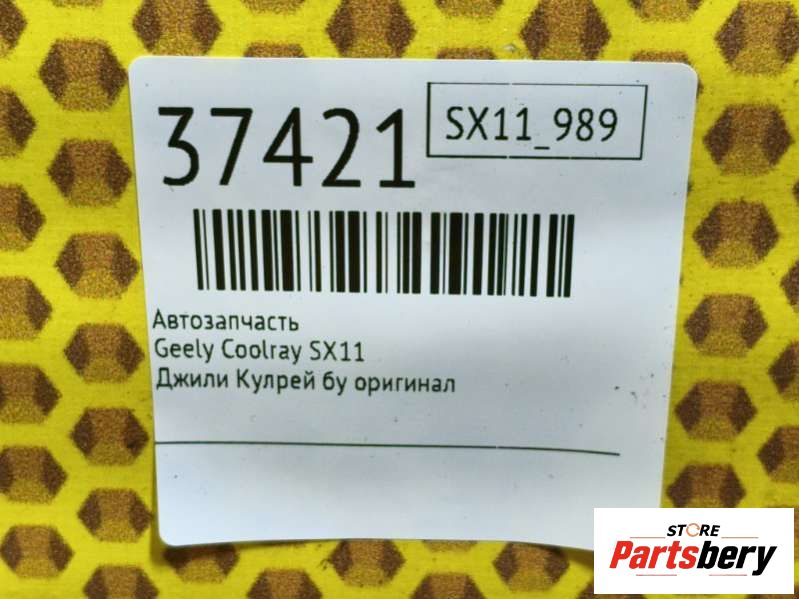 37421
SX11_989
Автозапчасть
Geely Coolray SX11
Джили Кулрей бу оригинал
STORE
Partsbery